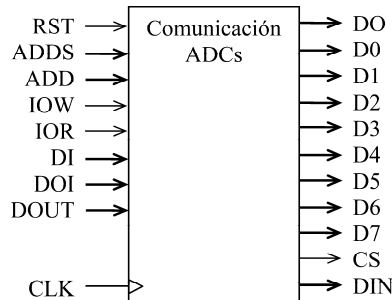 RST
ADDS
ADD
IOW
IOR
DI
DOI
DOUT
CLK
Comunicación
ADCs
DO
D0
D1
D2
D3
D4
D5
D6
D7
CS
DIN